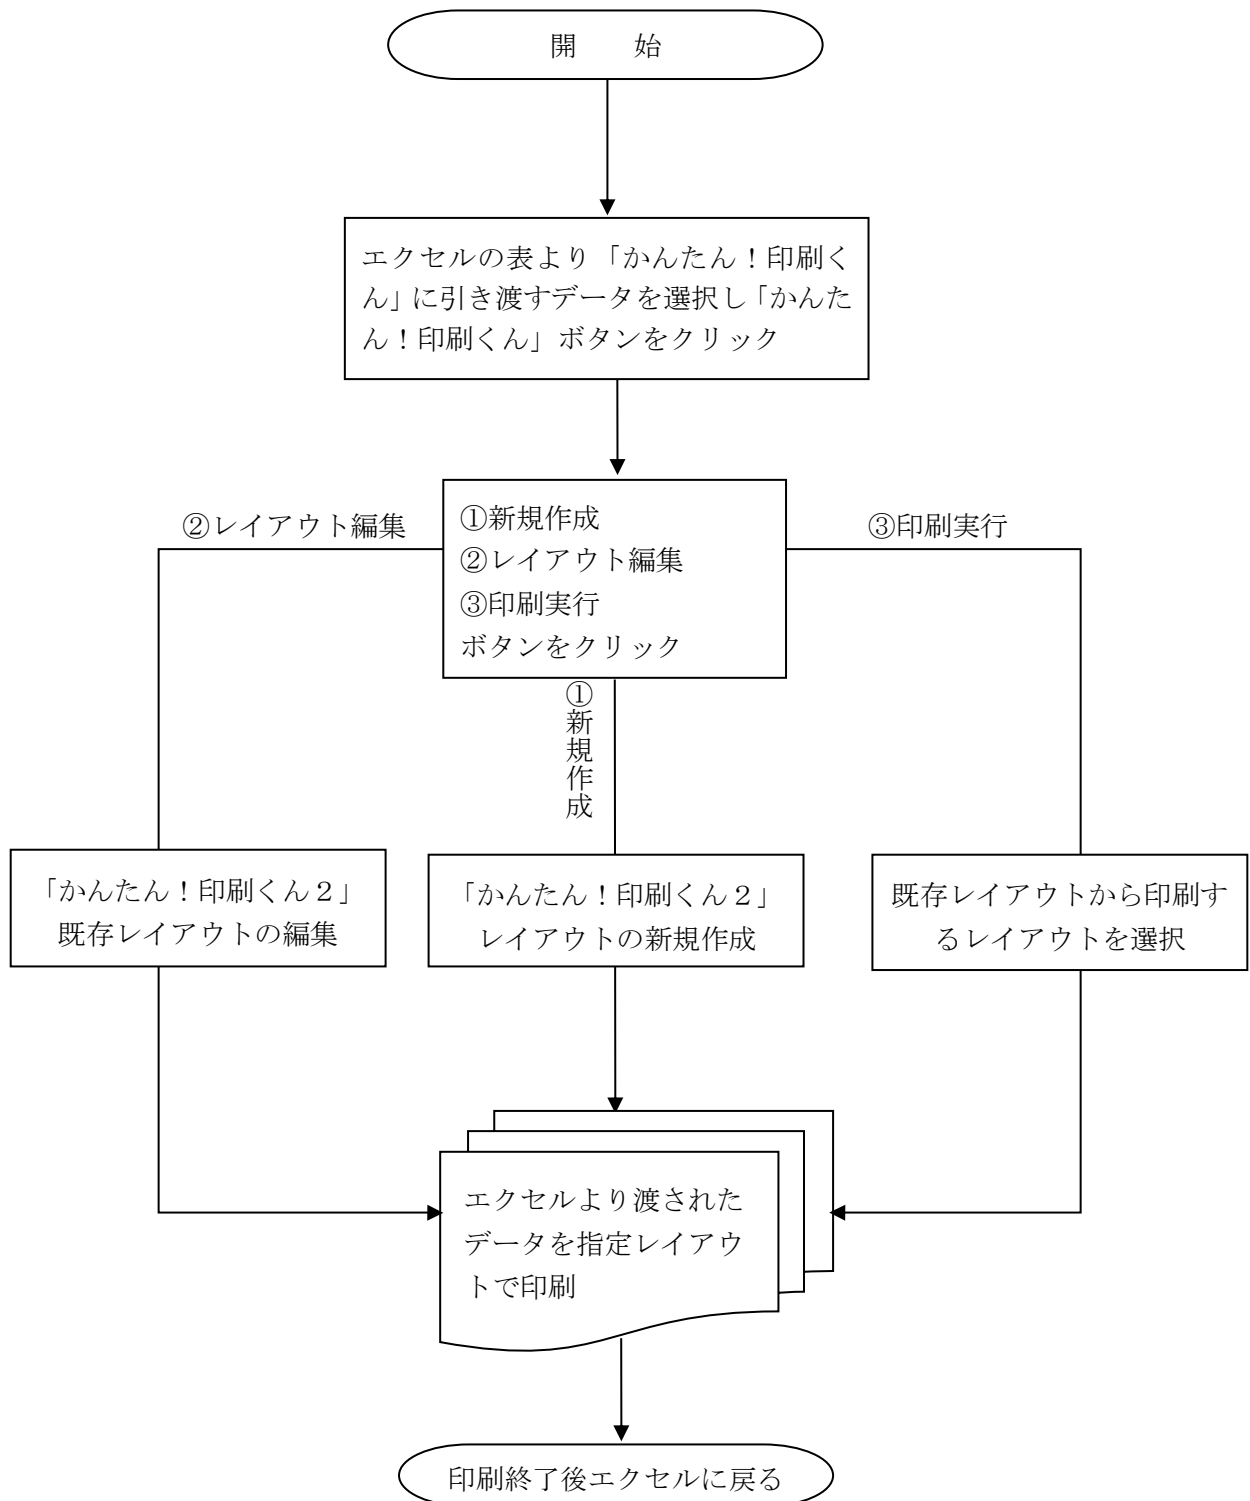 開　　始
エクセルの表より「かんたん！印刷く
ん」に引き渡すデータを選択し「かんた
ん！印刷くん」ボタンをクリック
②レイアウト編集
①新規作成
②レイアウト編集
③印刷実行
ボタンをクリック
③印刷実行
①新規作成
「かんたん！印刷くん２」
既存レイアウトの編集
「かんたん！印刷くん２」
レイアウトの新規作成
既存レイアウトから印刷す
るレイアウトを選択
エクセルより渡された
データを指定レイアウ
トで印刷
印刷終了後エクセルに戻る